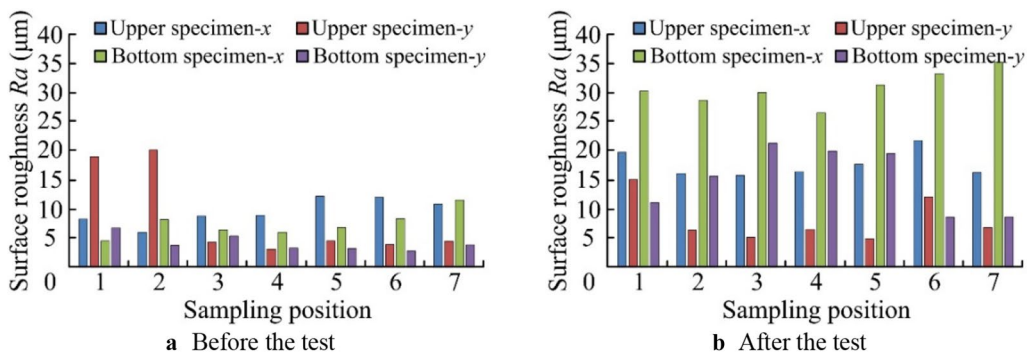 Upper specimen-x Upper specimen-y
Bottom specimen-x Bottom specimen-y
Surface roughness Ra (μm)
40
35
30
25
20
15
10
5
0
1 2 3 4 5 6 7
Sampling position
a Before the test
Upper specimen-x Upper specimen-y
Bottom specimen-x Bottom specimen-y
Surface roughness Ra (μm)
40
35
30
25
20
15
10
5
0
1 2 3 4 5 6 7
Sampling position
b After the test